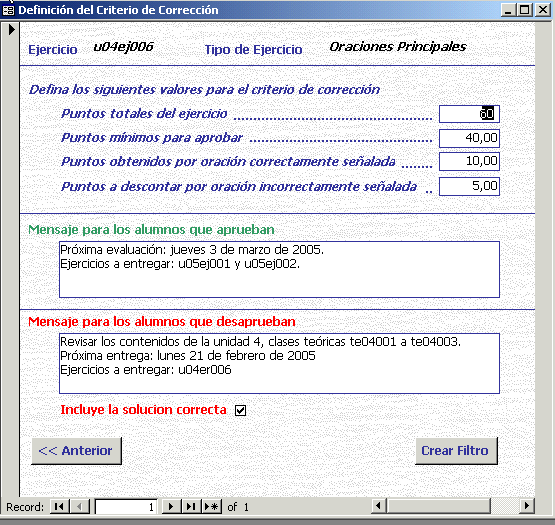 Definición del Criterio de Corrección
Ejercicio u04ej006 Tipo de Ejercicio Oraciones Principales
Defina los siguientes valores para el criterio de corrección
Puntos totales del ejercicio ........................ 60
Puntos mínimos para aprobar ........................ 40,00
Puntos obtenidos por oración correctamente señalada ....... 10,00
Puntos a descontar por oración incorrectamente señalada .. 5,00
Mensaje para los alumnos que aprueban
Próxima evaluación: jueves 3 de marzo de 2005.
Ejercicios a entregar: u05ej001 y u05ej002.
Mensaje para los alumnos que desaprueban
Revisar los contenidos de la unidad 4, clases teóricas te04001 a te04003.
Próxima entrega: lunes 21 de febrero de 2005
Ejercicios a entregar: u04er006
Incluye la solucion correcta
<< Anterior Crear Filtro
Record: 1 of 1